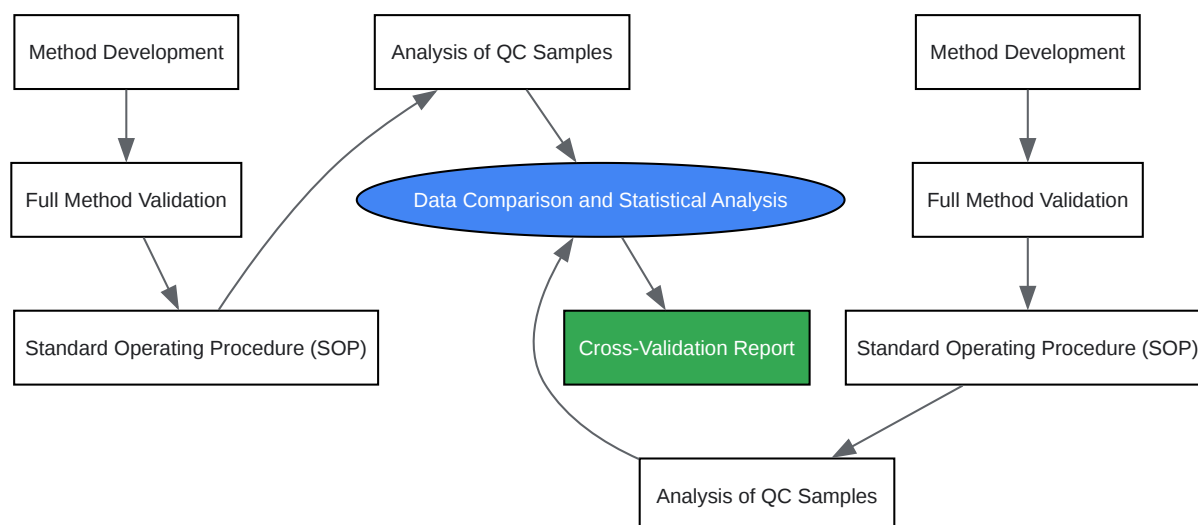 Method Development
Analysis of QC Samples
Method Development
Full Method Validation
Data Comparison and Statistical Analysis
Full Method Validation
Standard Operating Procedure (SOP)
Cross-Validation Report
Standard Operating Procedure (SOP)
Analysis of QC Samples